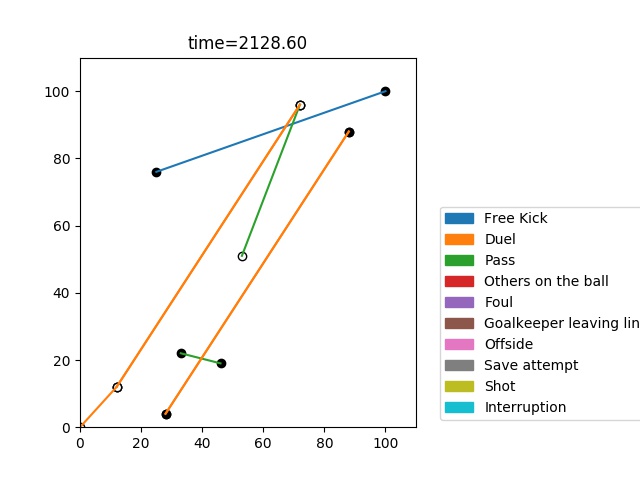 time=2128.60
100
80
60
40
20
0
0 20 40 60 80 100
Free Kick
Duel
Pass
Others on the ball
Foul
Goalkeeper leaving lin
Offside
Save attempt
Shot
Interruption